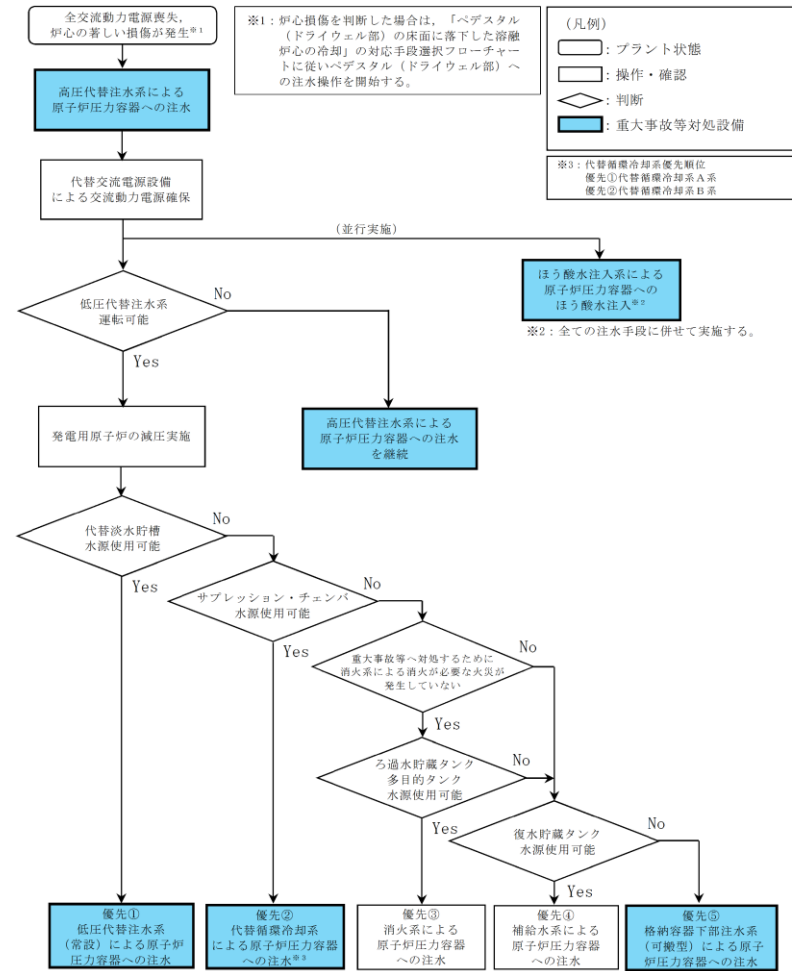 全交流動力電源喪失,
炉心の著しい損傷が発生※1
※1：炉心損傷を判断した場合は，「ペデスタル
（ドライウェル部）の床面に落下した溶融
炉心の冷却」の対応手段選択フローチャー
トに従いペデスタル（ドライウェル部）へ
の注水操作を開始する。
（凡例）
：プラント状態
：操作・確認
：判断
：重大事故等対処設備
※3：代替循環冷却系優先順位
優先①代替循環冷却系Ａ系
優先②代替循環冷却系Ｂ系
高圧代替注水系による
原子炉圧力容器への注水
代替交流電源設備
による交流動力電源確保
（並行実施）
ほう酸水注入系による
原子炉圧力容器への
ほう酸水注入※2
※2：全ての注水手段に併せて実施する。
低圧代替注水系
運転可能
No
Yes
高圧代替注水系による
原子炉圧力容器への注水
を継続
発電用原子炉の減圧実施
代替淡水貯槽
水源使用可能
No
Yes
サプレッション・チェンバ
水源使用可能
No
Yes
重大事故等へ対処するために
消火系による消火が必要な火災が
発生していない
No
Yes
ろ過水貯蔵タンク
多目的タンク
水源使用可能
No
Yes
復水貯蔵タンク
水源使用可能
No
Yes
優先①
低圧代替注水系
（常設）による原子炉
圧力容器への注水
優先②
代替循環冷却系
による原子炉圧力容器
への注水※3
優先③
消火系による
原子炉圧力容器
への注水
優先④
補給水系による
原子炉圧力容器
への注水
優先⑤
格納容器下部注水系
（可搬型）による原子
炉圧力容器への注水